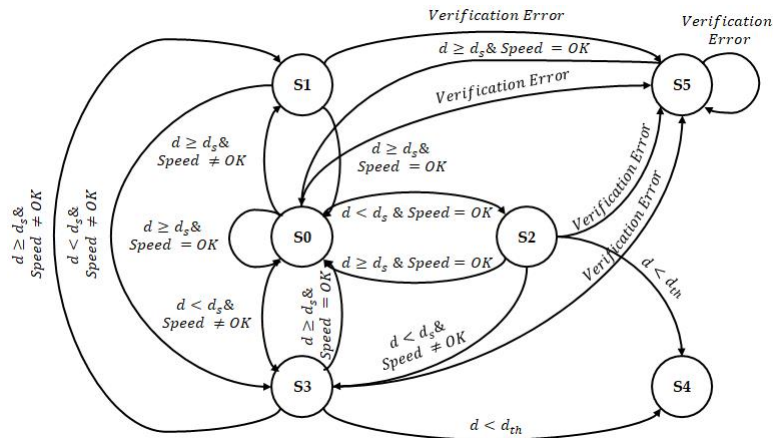 Verification Error
Verification
Error
d ≥ d_s & Speed = OK
S1
S5
Verification Error
d ≥ d_s&
Speed ≠ OK
d ≥ d_s&
Speed = OK
Verification Error
d ≥ d_s&
Speed ≠ OK
d < d_s&
Speed ≠ OK
d ≥ d_s&
Speed = OK
S0
d < d_s & Speed = OK
S2
d ≥ d_s & Speed = OK
Verification Error
d < d_th
d < d_s&
Speed ≠ OK
d ≥ d_s&
Speed = OK
d < d_s&
Speed ≠ OK
S3
S4
d < d_th